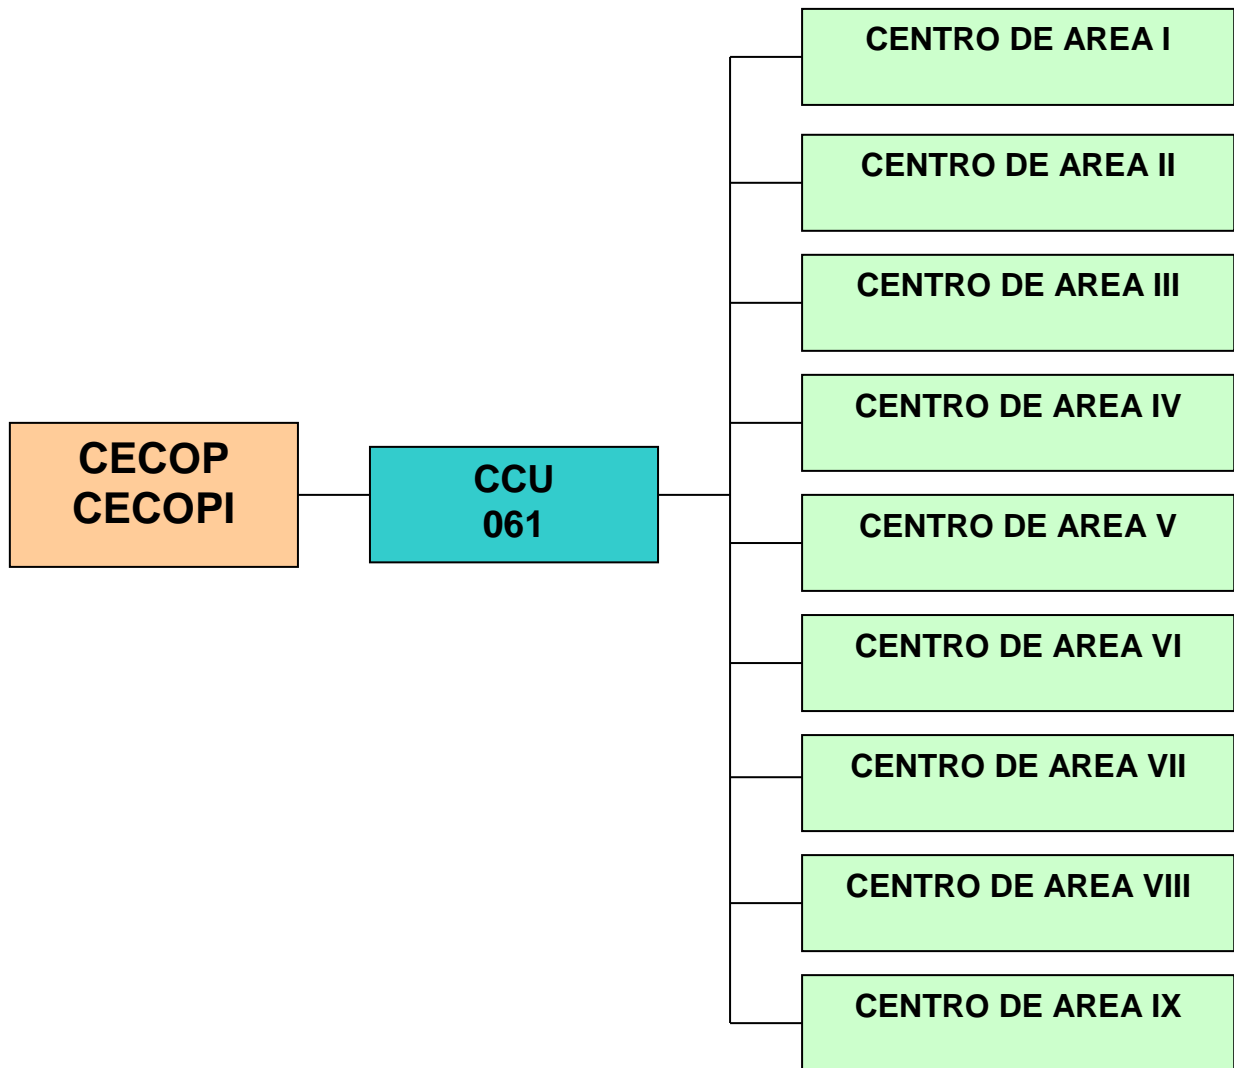 CENTRO DE AREA I
CENTRO DE AREA II
CENTRO DE AREA III
CENTRO DE AREA IV
CECOP
CECOPI
CCU
061
CENTRO DE AREA V
CENTRO DE AREA VI
CENTRO DE AREA VII
CENTRO DE AREA VIII
CENTRO DE AREA IX